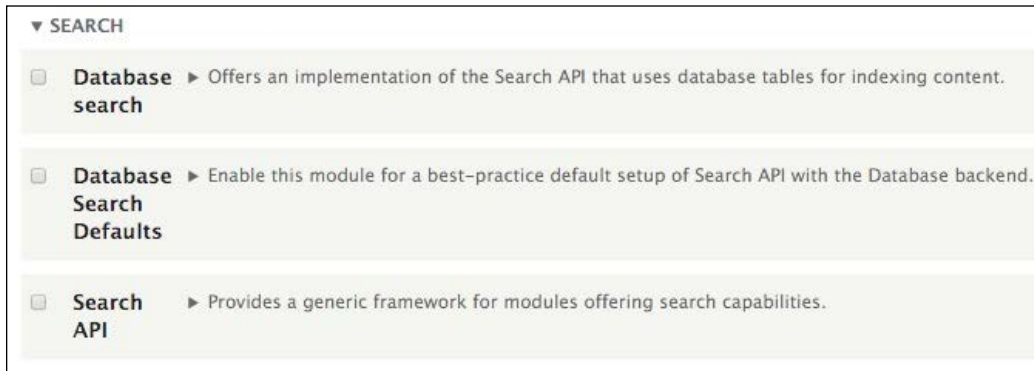 ▼ SEARCH
Database ▶ Offers an implementation of the Search API that uses database tables for indexing content.
search
Database ▶ Enable this module for a best-practice default setup of Search API with the Database backend.
Search
Defaults
Search ▶ Provides a generic framework for modules offering search capabilities.
API